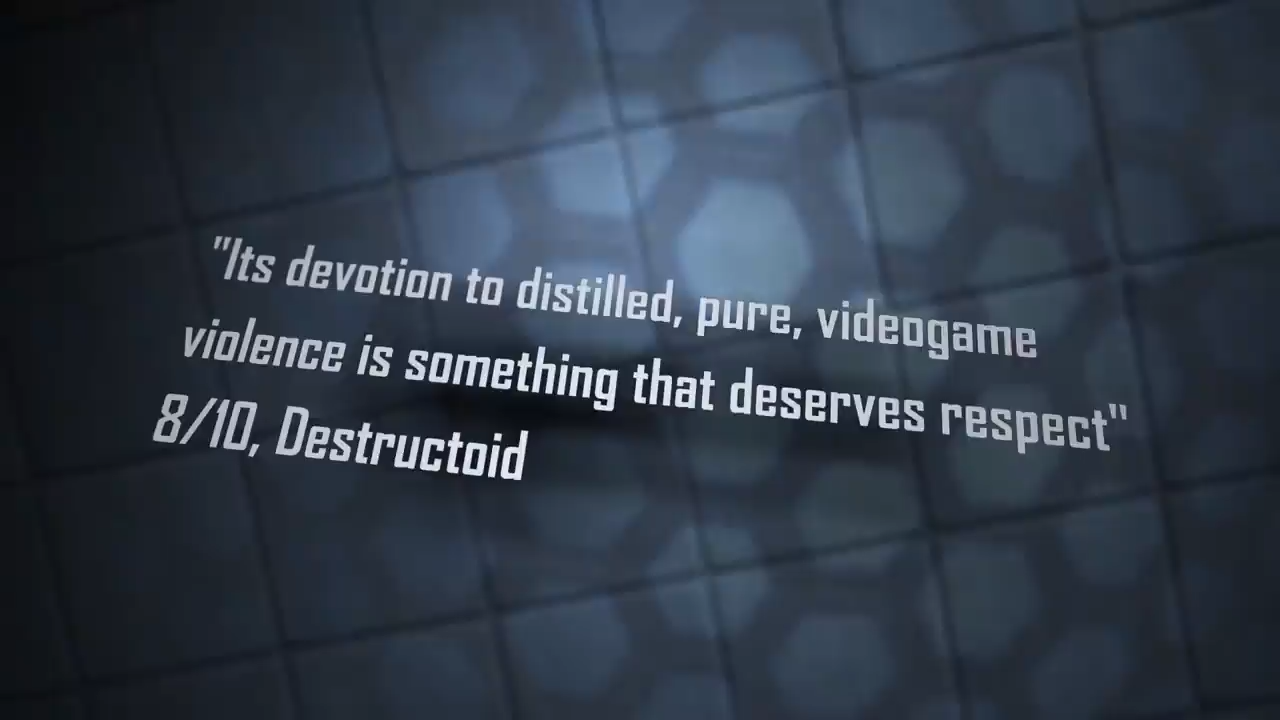 "Its devotion to distilled, pure, videogame
violence is something that deserves respect"
8/10, Destructoid